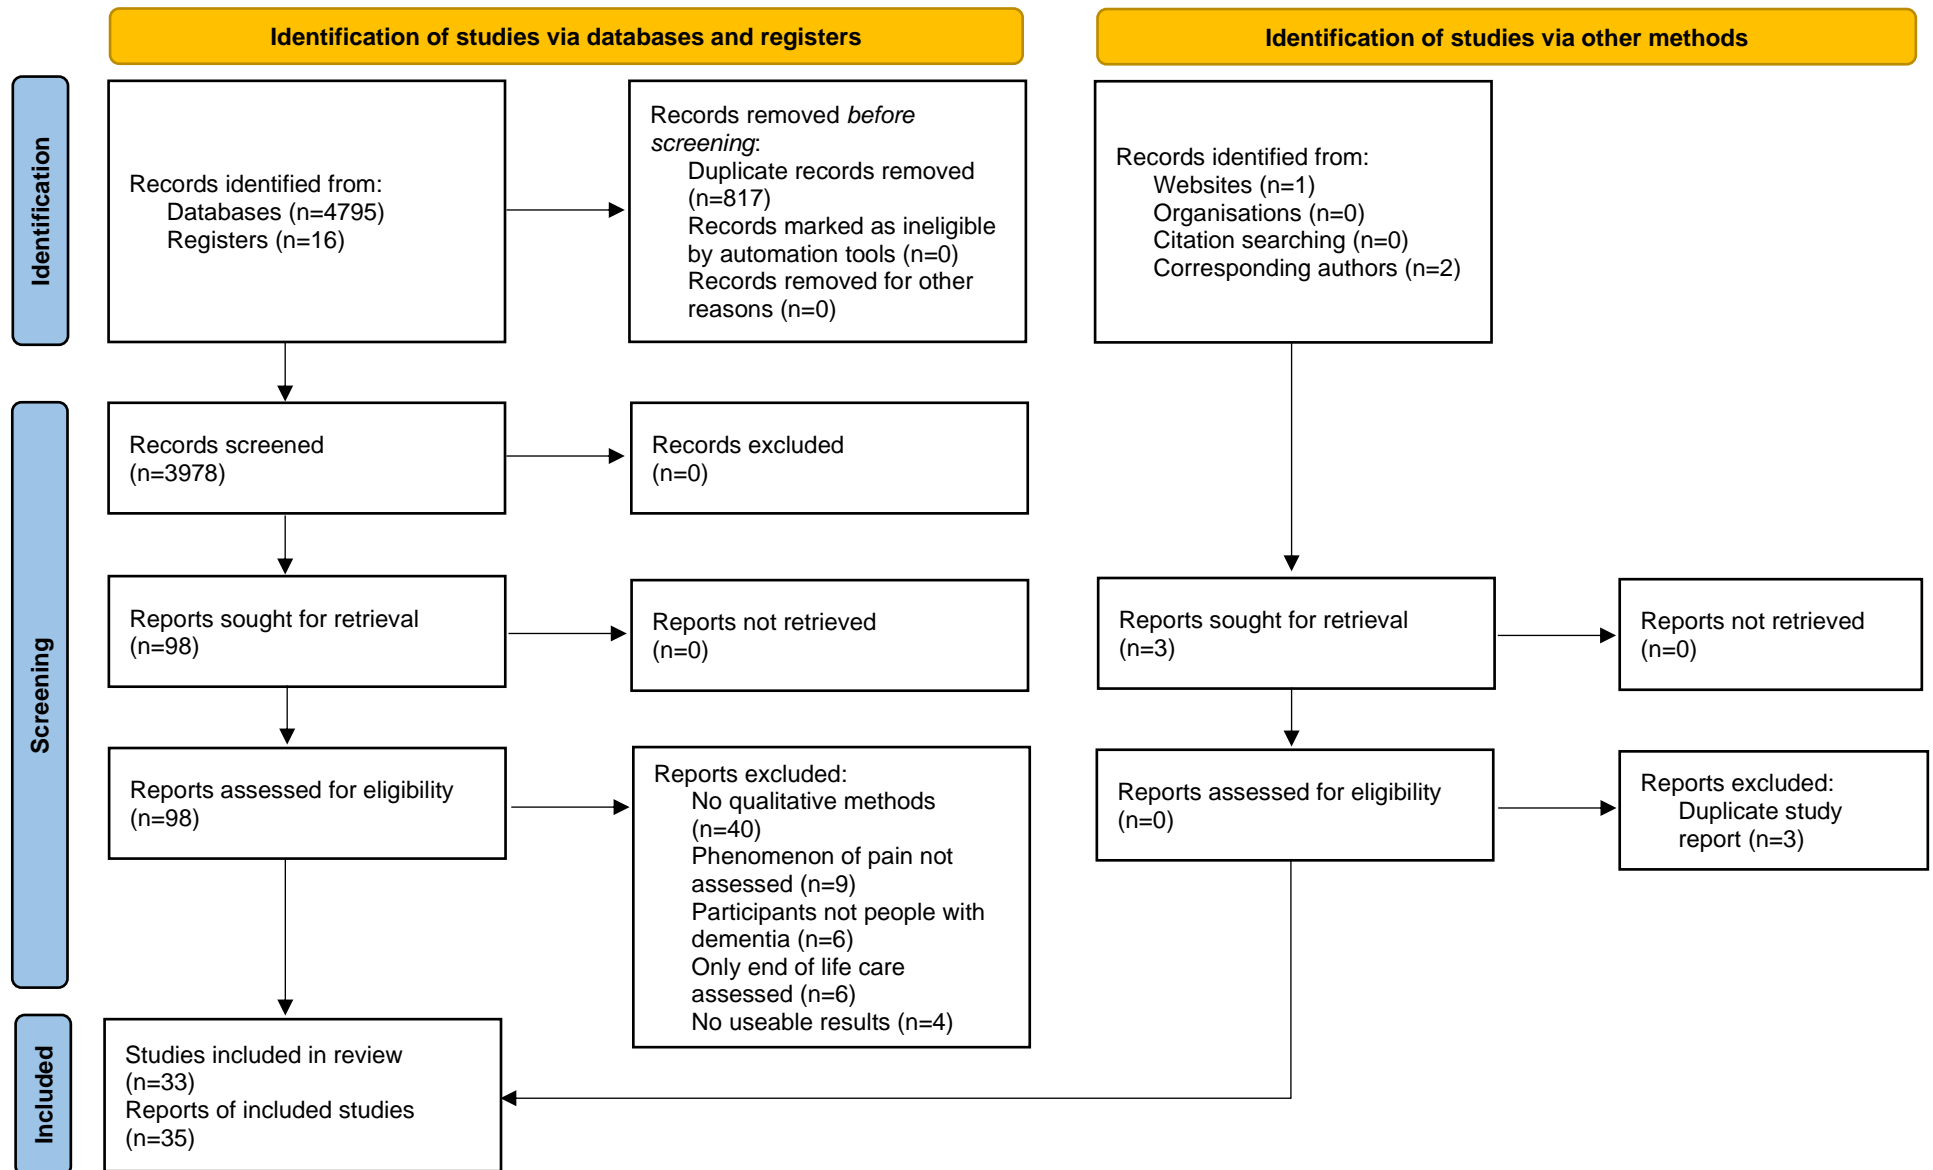 Identification of studies via databases and registers
Identification of studies via other methods
Identification
Records identified from:
Databases (n=4795)
Registers (n=16)
Records removed before
screening:
Duplicate records removed
(n=817)
Records marked as ineligible
by automation tools (n=0)
Records removed for other
reasons (n=0)
Records identified from:
Websites (n=1)
Organisations (n=0)
Citation searching (n=0)
Corresponding authors (n=2)
Screening
Records screened
(n=3978)
Records excluded
(n=0)
Reports sought for retrieval
(n=98)
Reports not retrieved
(n=0)
Reports sought for retrieval
(n=3)
Reports not retrieved
(n=0)
Reports assessed for eligibility
(n=98)
Reports excluded:
No qualitative methods
(n=40)
Phenomenon of pain not
assessed (n=9)
Participants not people with
dementia (n=6)
Only end of life care
assessed (n=6)
No useable results (n=4)
Reports assessed for eligibility
(n=0)
Reports excluded:
Duplicate study
report (n=3)
Included
Studies included in review
(n=33)
Reports of included studies
(n=35)